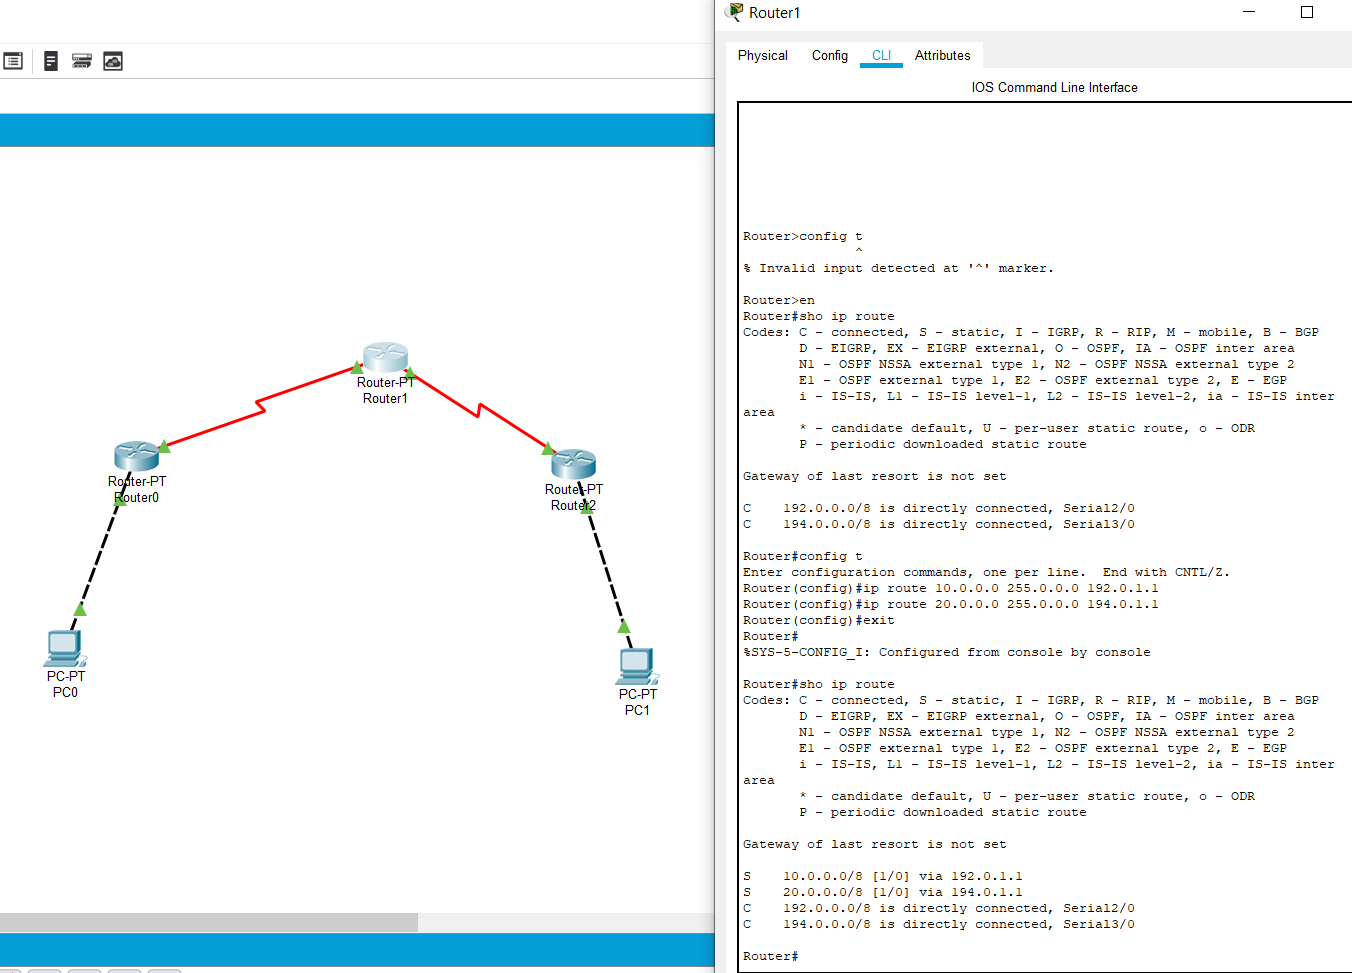 Router1
Physical Config CLI Attributes
IOS Command Line Interface
Router>config t
^
% Invalid input detected at '^' marker.
Router>en
Router#sho ip route
Codes: C - connected, S - static, I - IGRP, R - RIP, M - mobile, B - BGP
D - EIGRP, EX - EIGRP external, O - OSPF, IA - OSPF inter area
N1 - OSPF NSSA external type 1, N2 - OSPF NSSA external type 2
E1 - OSPF external type 1, E2 - OSPF external type 2, E - EGP
i - IS-IS, L1 - IS-IS level-1, L2 - IS-IS level-2, ia - IS-IS inter
area
* - candidate default, U - per-user static route, o - ODR
P - periodic downloaded static route
Gateway of last resort is not set
C 192.0.0.0/8 is directly connected, Serial2/0
C 194.0.0.0/8 is directly connected, Serial3/0
Router#config t
Enter configuration commands, one per line. End with CNTL/Z.
Router(config)#ip route 10.0.0.0 255.0.0.0 192.0.1.1
Router(config)#ip route 20.0.0.0 255.0.0.0 194.0.1.1
Router(config)#exit
Router#
%SYS-5-CONFIG_I: Configured from console by console
Router#sho ip route
Codes: C - connected, S - static, I - IGRP, R - RIP, M - mobile, B - BGP
D - EIGRP, EX - EIGRP external, O - OSPF, IA - OSPF inter area
N1 - OSPF NSSA external type 1, N2 - OSPF NSSA external type 2
E1 - OSPF external type 1, E2 - OSPF external type 2, E - EGP
i - IS-IS, L1 - IS-IS level-1, L2 - IS-IS level-2, ia - IS-IS inter
area
* - candidate default, U - per-user static route, o - ODR
P - periodic downloaded static route
Gateway of last resort is not set
S 10.0.0.0/8 [1/0] via 192.0.1.1
S 20.0.0.0/8 [1/0] via 194.0.1.1
C 192.0.0.0/8 is directly connected, Serial2/0
C 194.0.0.0/8 is directly connected, Serial3/0
Router#
Router-PT
Router1
Router-PT
Router0
Router-PT
Router2
PC-PT
PC0
PC-PT
PC1